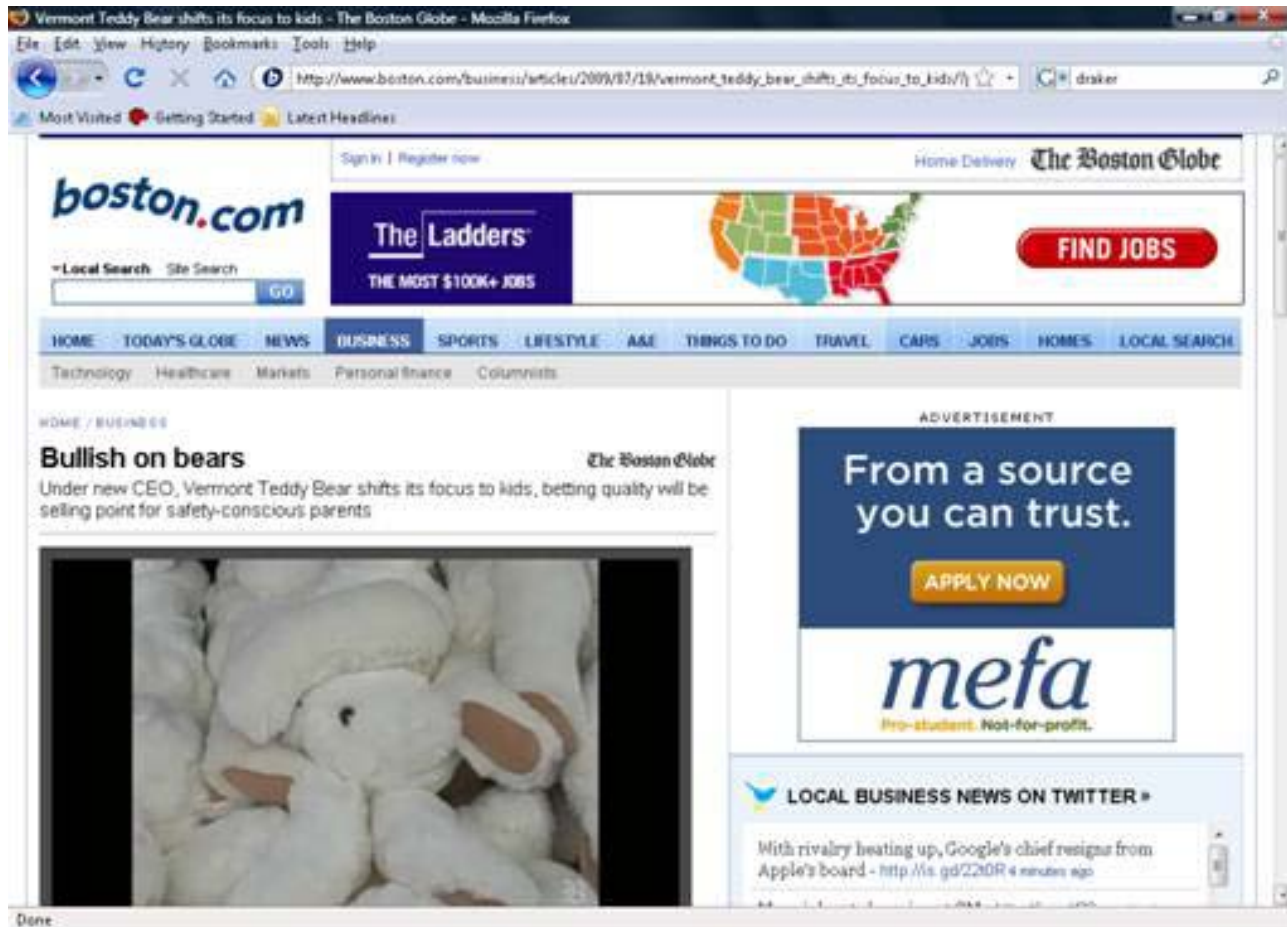 Vermont Teddy Bear shifts its focus to kids - The Boston Globe - Mozilla Firefox
File Edit View History Bookmarks Tools Help
http://www.boston.com/business/articles/2009/07/19/vermont_teddy_bear_shifts_its_focus_to_kids/
draker
Most Visited Getting Started Latest Headlines
Sign In | Register now
Home Delivery The Boston Globe
boston.com
The Ladders
THE MOST $100K+ JOBS
FIND JOBS
Local Search Site Search
GO
HOME TODAY'S GLOBE NEWS BUSINESS SPORTS LIFESTYLE A&E THINGS TO DO TRAVEL CARS JOBS HOMES LOCAL SEARCH
Technology Healthcare Markets Personal finance Columnists
HOME / BUSINESS
Bullish on bears
The Boston Globe
Under new CEO, Vermont Teddy Bear shifts its focus to kids, betting quality will be
selling point for safety-conscious parents
ADVERTISEMENT
From a source
you can trust.
APPLY NOW
mefa
Pro-student. Not-for-profit.
LOCAL BUSINESS NEWS ON TWITTER »
With rivalry heating up, Google's chief resigns from
Apple's board - http://is.gd/22t0R 4 minutes ago
Done